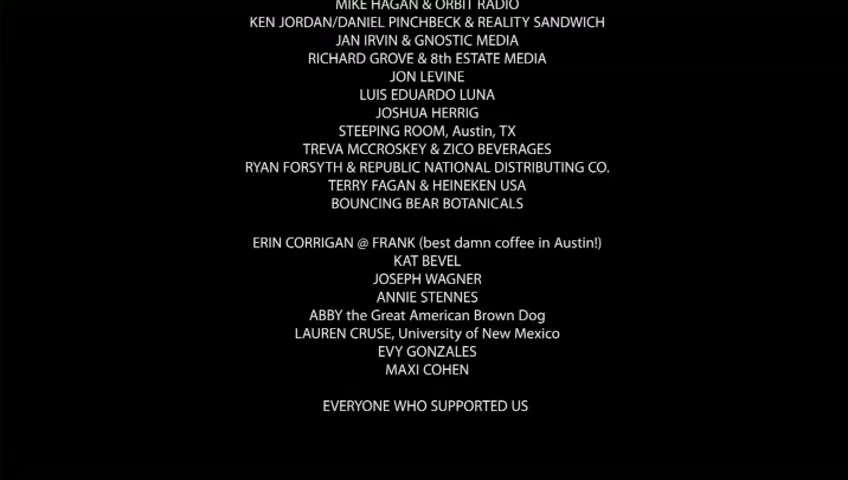 MIKE HAGAN & ORBIT RADIO
KEN JORDAN/DANIEL PINCHBECK & REALITY SANDWICH
JAN IRVIN & GNOSTIC MEDIA
RICHARD GROVE & 8th ESTATE MEDIA
JON LEVINE
LUIS EDUARDO LUNA
JOSHUA HERRIG
STEEPING ROOM, Austin, TX
TREVA MCCROSKEY & ZICO BEVERAGES
RYAN FORSYTH & REPUBLIC NATIONAL DISTRIBUTING CO.
TERRY FAGAN & HEINEKEN USA
BOUNCING BEAR BOTANICALS
ERIN CORRIGAN @ FRANK (best damn coffee in Austin!)
KAT BEVEL
JOSEPH WAGNER
ANNIE STENNES
ABBY the Great American Brown Dog
LAUREN CRUSE, University of New Mexico
EVY GONZALES
MAXI COHEN
EVERYONE WHO SUPPORTED US